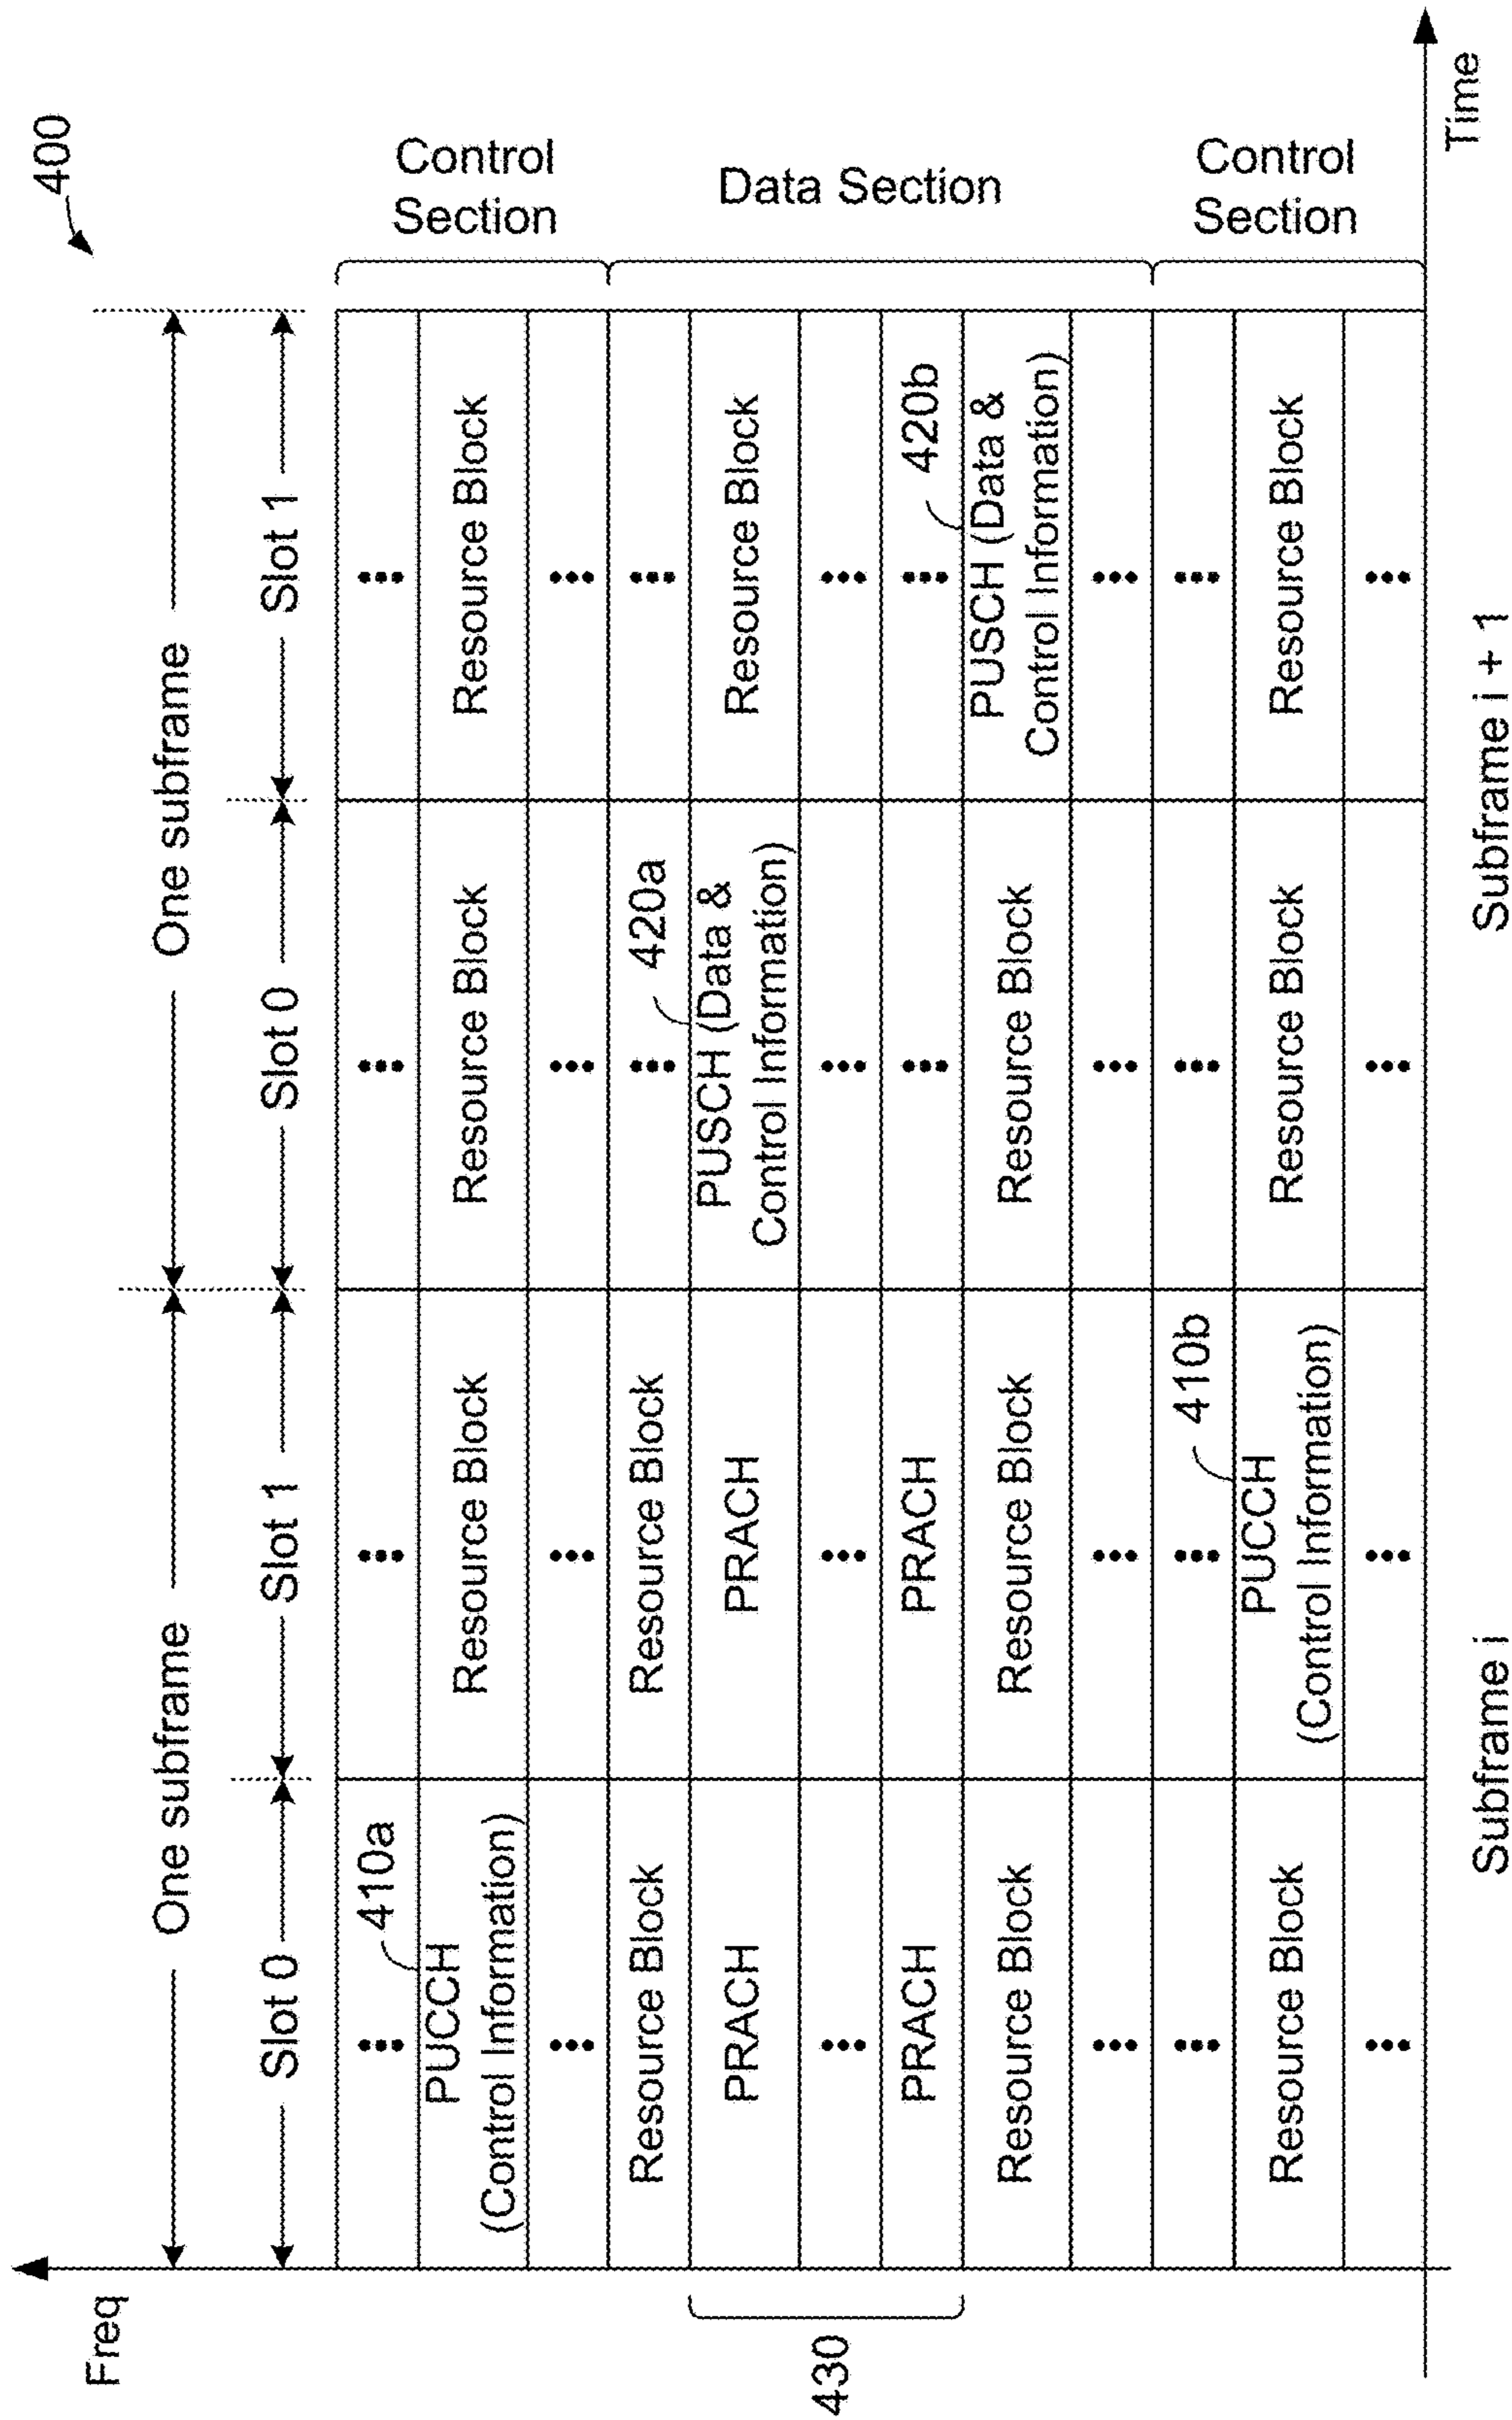 400
One subframe
One subframe
Slot 0
Slot 1
Slot 0
Slot 1
Freq
410a
PUCCH
(Control Information)
Resource Block
Resource Block
Resource Block
Control
Section
Resource Block
Resource Block
420a
PRACH
PRACH
PUSCH (Data &
Control Information)
Resource Block
430
Data Section
PRACH
PRACH
420b
Resource Block
Resource Block
Resource Block
PUSCH (Data &
Control Information)
410b
Resource Block
PUCCH
(Control Information)
Resource Block
Resource Block
Control
Section
Time
Subframe i
Subframe i + 1